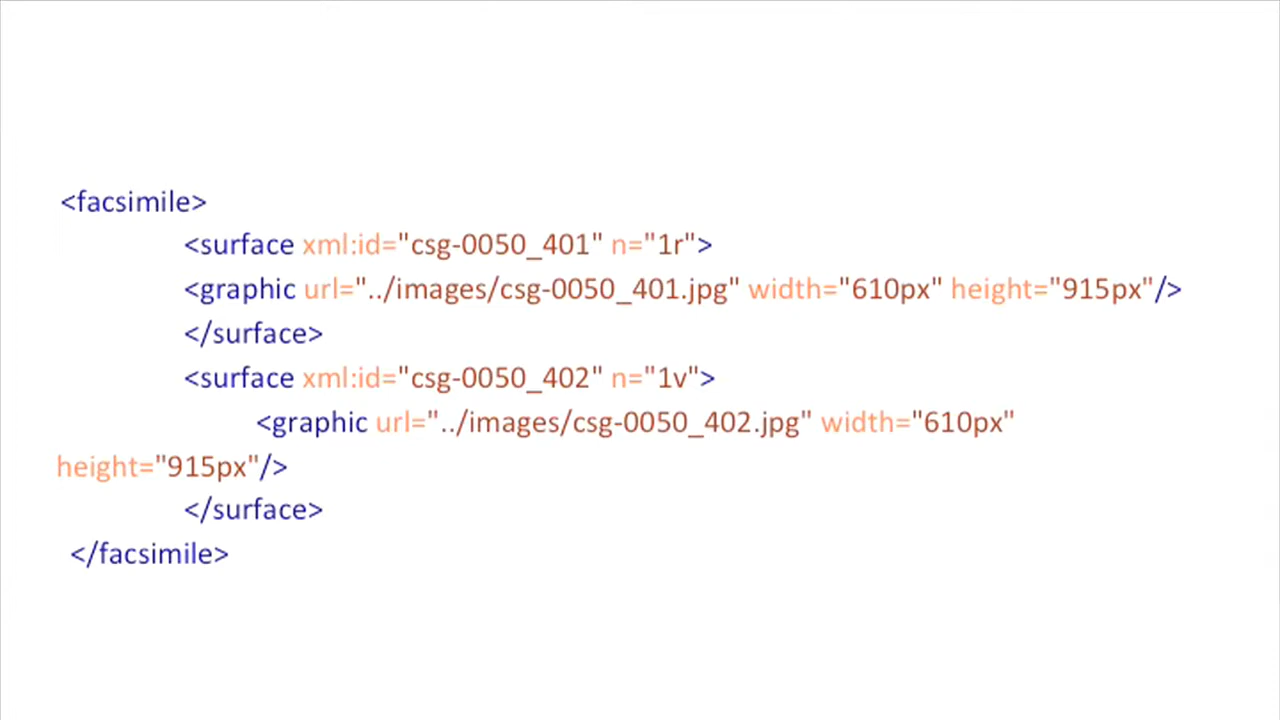 <facsimile>
<surface xml:id="csg-0050_401" n="1r">
<graphic url="../images/csg-0050_401.jpg" width="610px" height="915px"/>
</surface>
<surface xml:id="csg-0050_402" n="1v">
<graphic url="../images/csg-0050_402.jpg" width="610px"
height="915px"/>
</surface>
</facsimile>